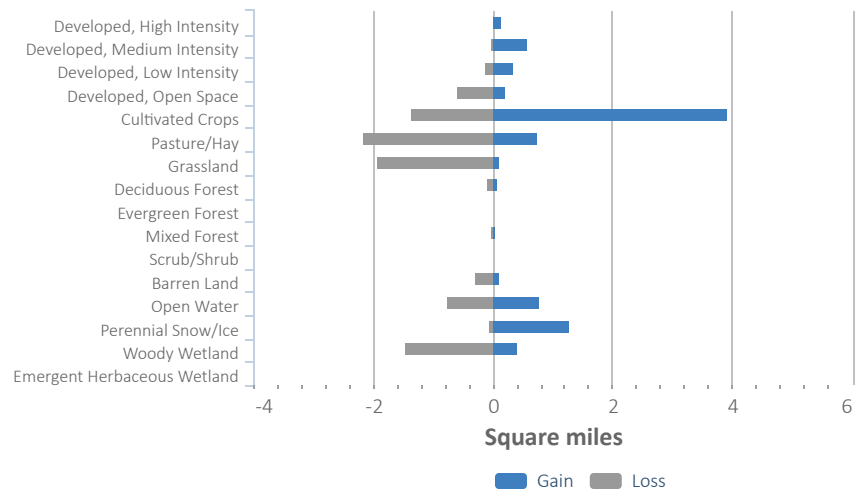 Developed, High Intensity
Developed, Medium Intensity
Developed, Low Intensity
Developed, Open Space
Cultivated Crops
Pasture/Hay
Grassland
Deciduous Forest
Evergreen Forest
Mixed Forest
Scrub/Shrub
Barren Land
Open Water
Perennial Snow/Ice
Woody Wetland
Emergent Herbaceous Wetland
-4 -2 0 2 4 6
Square miles
Gain Loss